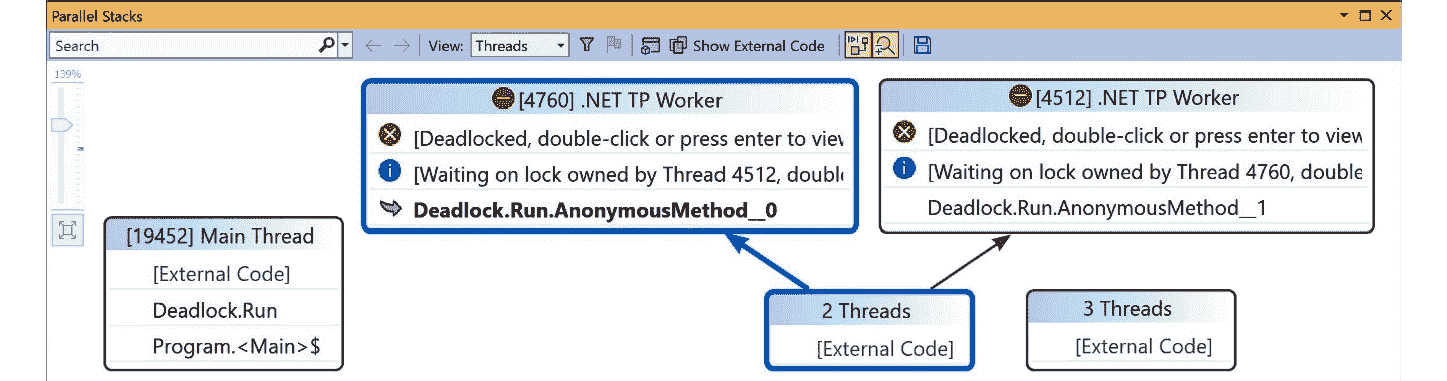 Parallel Stacks
Search View: Threads Show External Code
139%
[4760] .NET TP Worker
[Deadlocked, double-click or press enter to view
[Waiting on lock owned by Thread 4512, double
Deadlock.Run.AnonymousMethod__0
[4512] .NET TP Worker
[Deadlocked, double-click or press enter to view
[Waiting on lock owned by Thread 4760, double
Deadlock.Run.AnonymousMethod__1
[19452] Main Thread
[External Code]
Deadlock.Run
Program.<Main>$
2 Threads
[External Code]
3 Threads
[External Code]